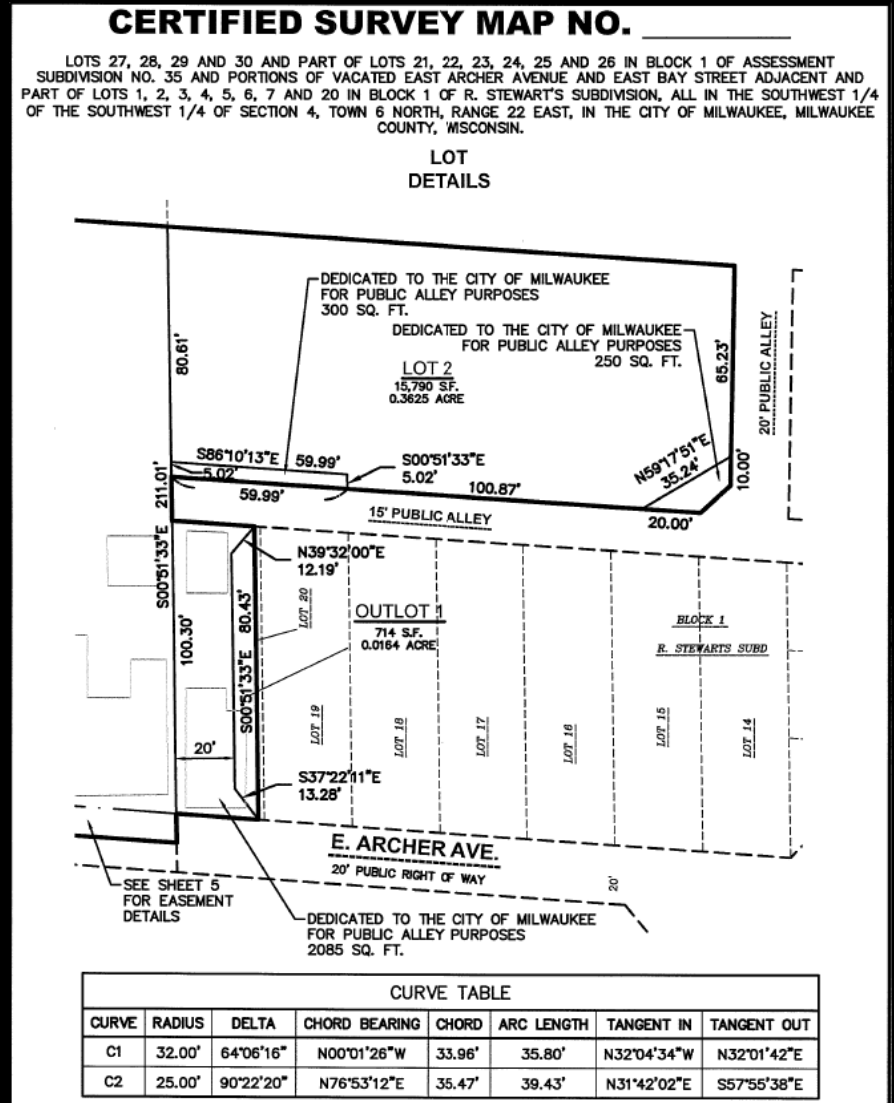 CERTIFIED SURVEY MAP NO. ________
LOTS 27, 28, 29 AND 30 AND PART OF LOTS 21, 22, 23, 24, 25 AND 26 IN BLOCK 1 OF ASSESSMENT
SUBDIVISION NO. 35 AND PORTIONS OF VACATED EAST ARCHER AVENUE AND EAST BAY STREET ADJACENT AND
PART OF LOTS 1, 2, 3, 4, 5, 6, 7 AND 20 IN BLOCK 1 OF R. STEWART'S SUBDIVISION, ALL IN THE SOUTHWEST 1/4
OF THE SOUTHWEST 1/4 OF SECTION 4, TOWN 6 NORTH, RANGE 22 EAST, IN THE CITY OF MILWAUKEE, MILWAUKEE
COUNTY, WISCONSIN.
LOT
DETAILS
DEDICATED TO THE CITY OF MILWAUKEE
FOR PUBLIC ALLEY PURPOSES
300 SQ. FT.
DEDICATED TO THE CITY OF MILWAUKEE
FOR PUBLIC ALLEY PURPOSES
250 SQ. FT.
80.61'
65.23'
20' PUBLIC ALLEY
LOT 2
15,790 S.F.
0.3625 ACRE
S86°10'13"E 59.99'
S00°51'33"E
5.02'
5.02'
59.99'
100.87'
N59°17'51"E
35.24'
10.00'
20.00'
211.01'
S00°51'33"E
15' PUBLIC ALLEY
N39°32'00"E
12.19'
LOT 20
OUTLOT 1
714 S.F.
0.0164 ACRE
BLOCK 1
R. STEWARTS SUBD
100.30'
80.43'
S00°51'33"E
LOT 19
LOT 18
LOT 17
LOT 16
LOT 15
LOT 14
20'
S37°22'11"E
13.28'
E. ARCHER AVE.
20' PUBLIC RIGHT OF WAY
20'
SEE SHEET 5
FOR EASEMENT
DETAILS
DEDICATED TO THE CITY OF MILWAUKEE
FOR PUBLIC ALLEY PURPOSES
2085 SQ. FT.
CURVE TABLE
CURVE RADIUS DELTA CHORD BEARING CHORD ARC LENGTH TANGENT IN TANGENT OUT
C1 32.00' 64°06'16" N00°01'26"W 33.96' 35.80' N32°04'34"W N32°01'42"E
C2 25.00' 90°22'20" N76°53'12"E 35.47' 39.43' N31°42'02"E S57°55'38"E